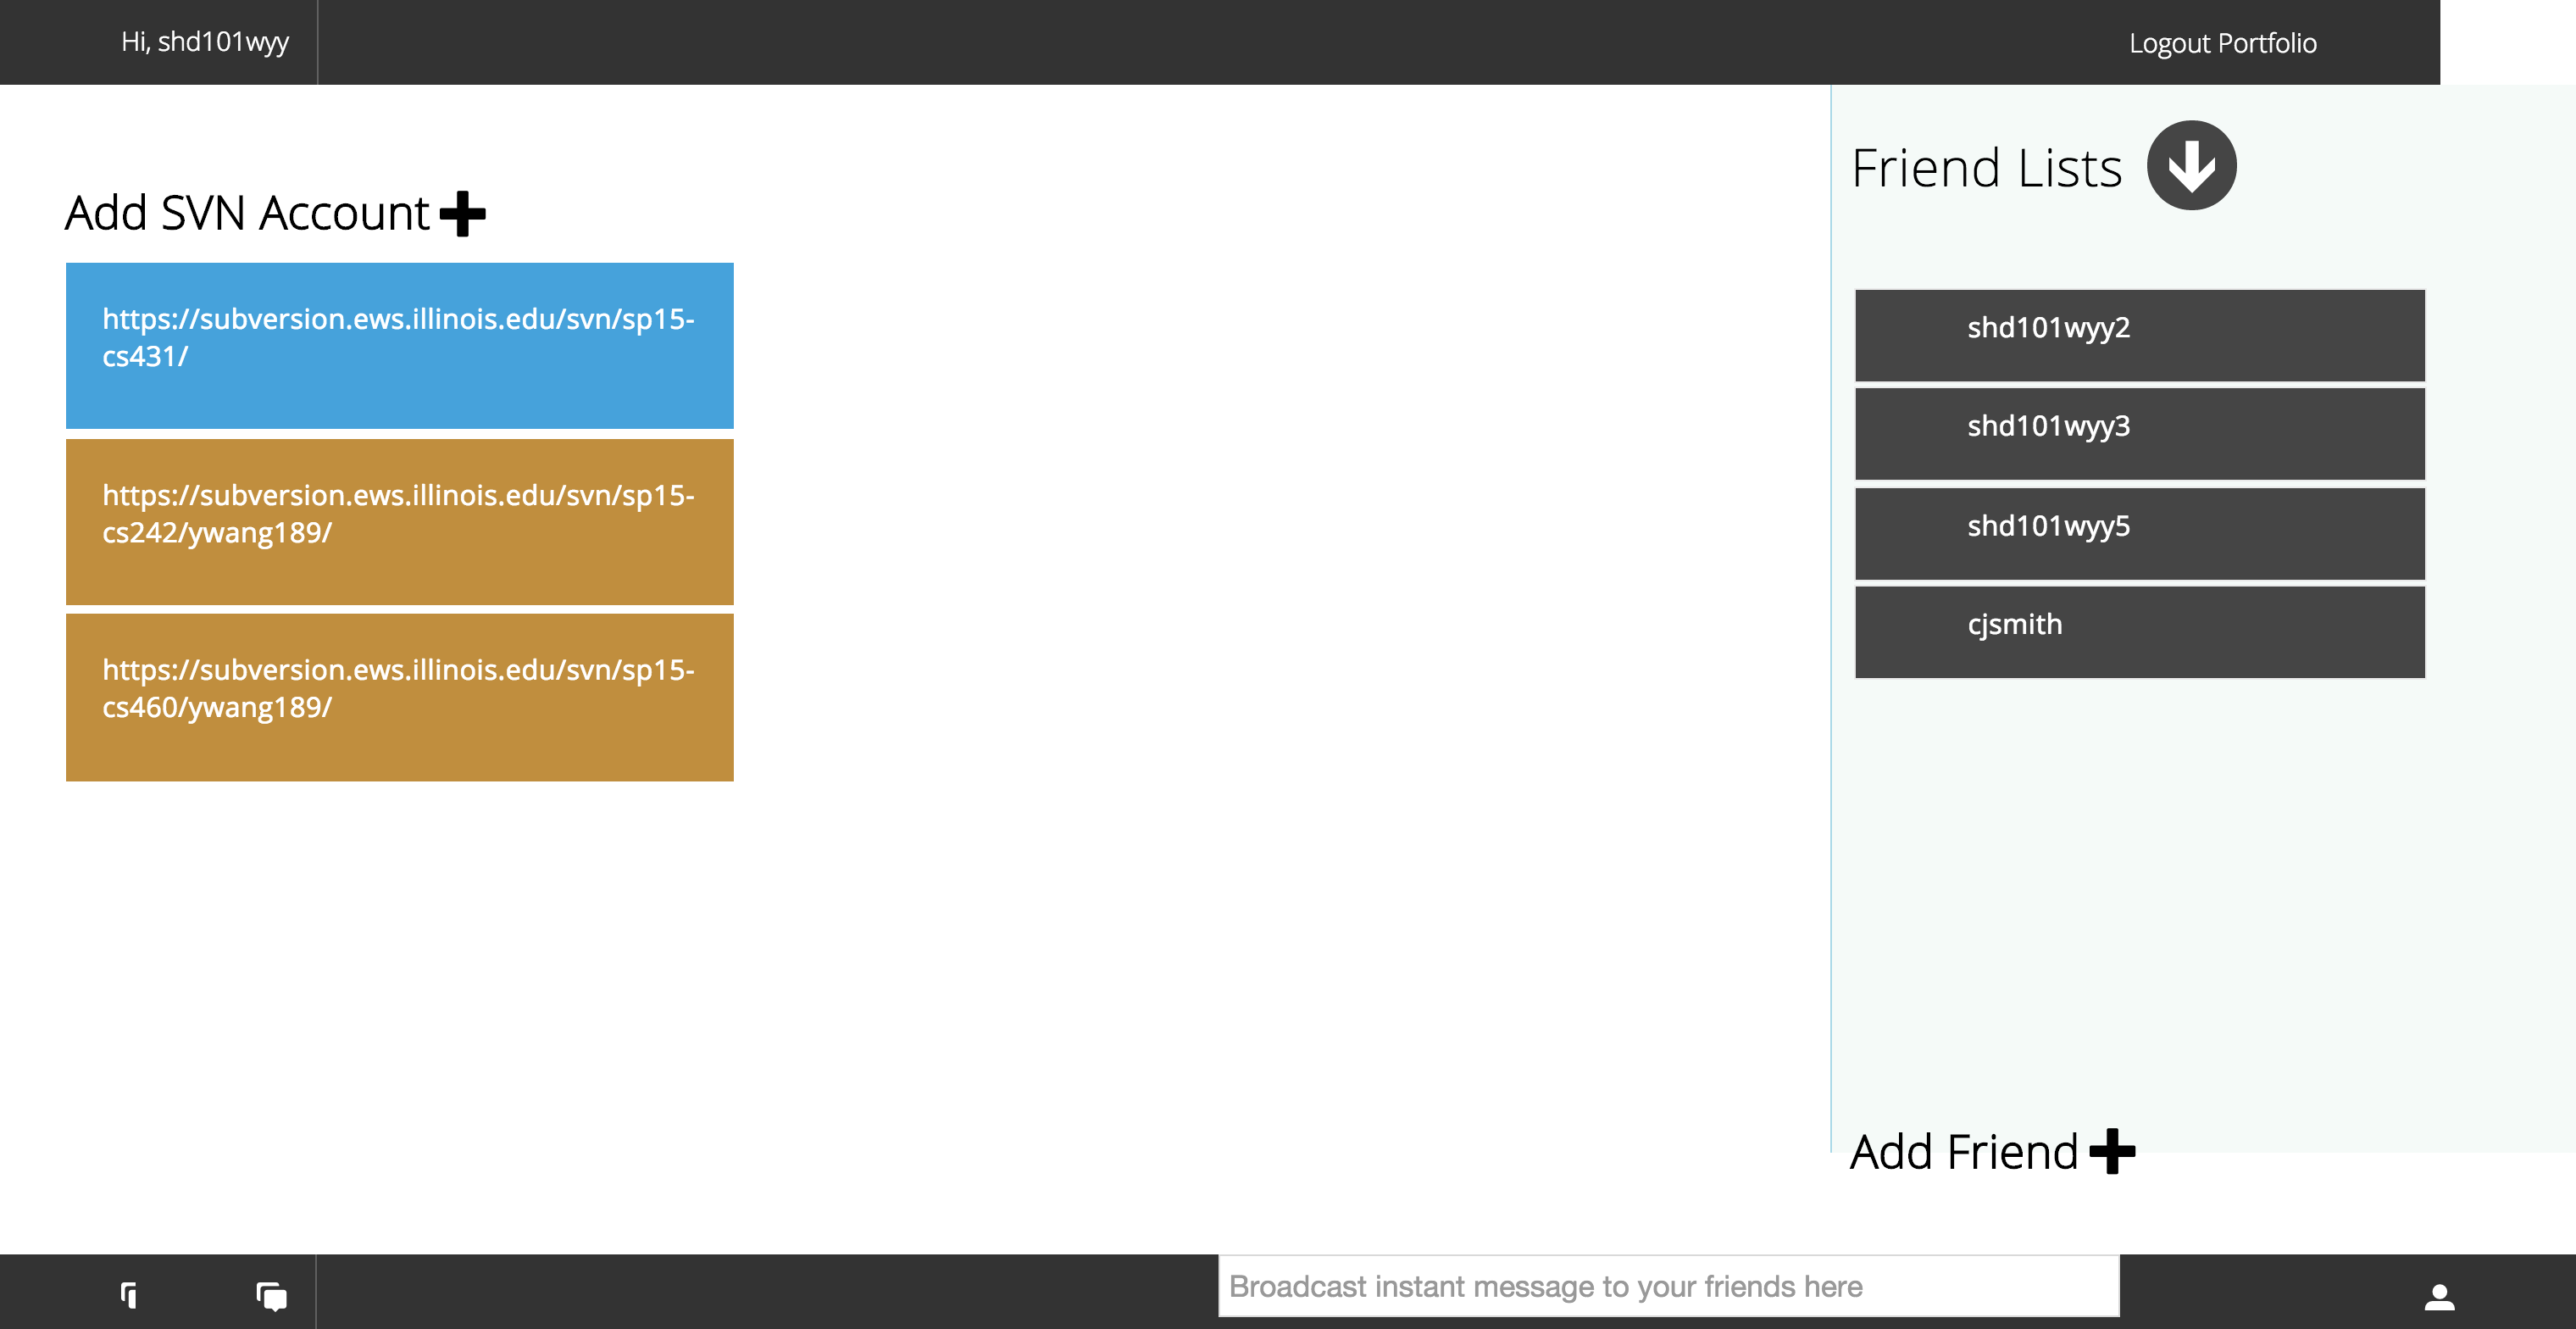 Hi, shd101wyy
Logout Portfolio
Add SVN Account
https://subversion.ews.illinois.edu/svn/sp15-
cs431/
https://subversion.ews.illinois.edu/svn/sp15-
cs242/ywang189/
https://subversion.ews.illinois.edu/svn/sp15-
cs460/ywang189/
Friend Lists
shd101wyy2
shd101wyy3
shd101wyy5
cjsmith
Add Friend
Broadcast instant message to your friends here